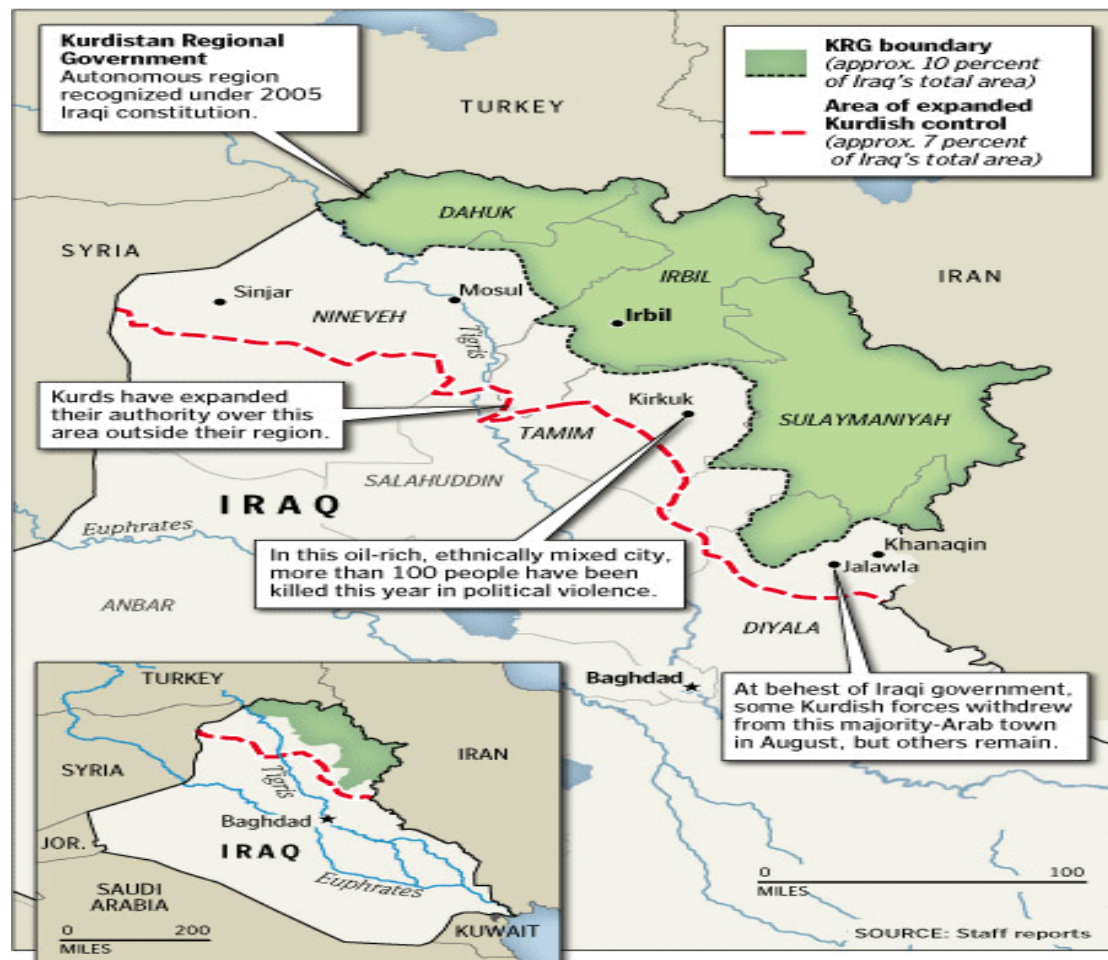 Kurdistan Regional
Government
Autonomous region
recognized under 2005
Iraqi constitution.
KRG boundary
(approx. 10 percent
of Iraq's total area)
Area of expanded
Kurdish control
(approx. 7 percent
of Iraq's total area)
TURKEY
DAHUK
SYRIA
IRBIL
IRAN
Sinjar
Mosul
NINEVEH
Irbil
Tigris
Kurds have expanded
their authority over this
area outside their region.
Kirkuk
TAMIM
SULAYMANIYAH
SALAHUDDIN
IRAQ
Euphrates
In this oil-rich, ethnically mixed city,
more than 100 people have been
killed this year in political violence.
Khanaqin
Jalawla
ANBAR
DIYALA
Baghdad
At behest of Iraqi government,
some Kurdish forces withdrew
from this majority-Arab town
in August, but others remain.
TURKEY
SYRIA
IRAN
Tigris
Baghdad
JOR.
IRAQ
Euphrates
SAUDI
ARABIA
KUWAIT
0 200
MILES
0 100
MILES
SOURCE: Staff reports